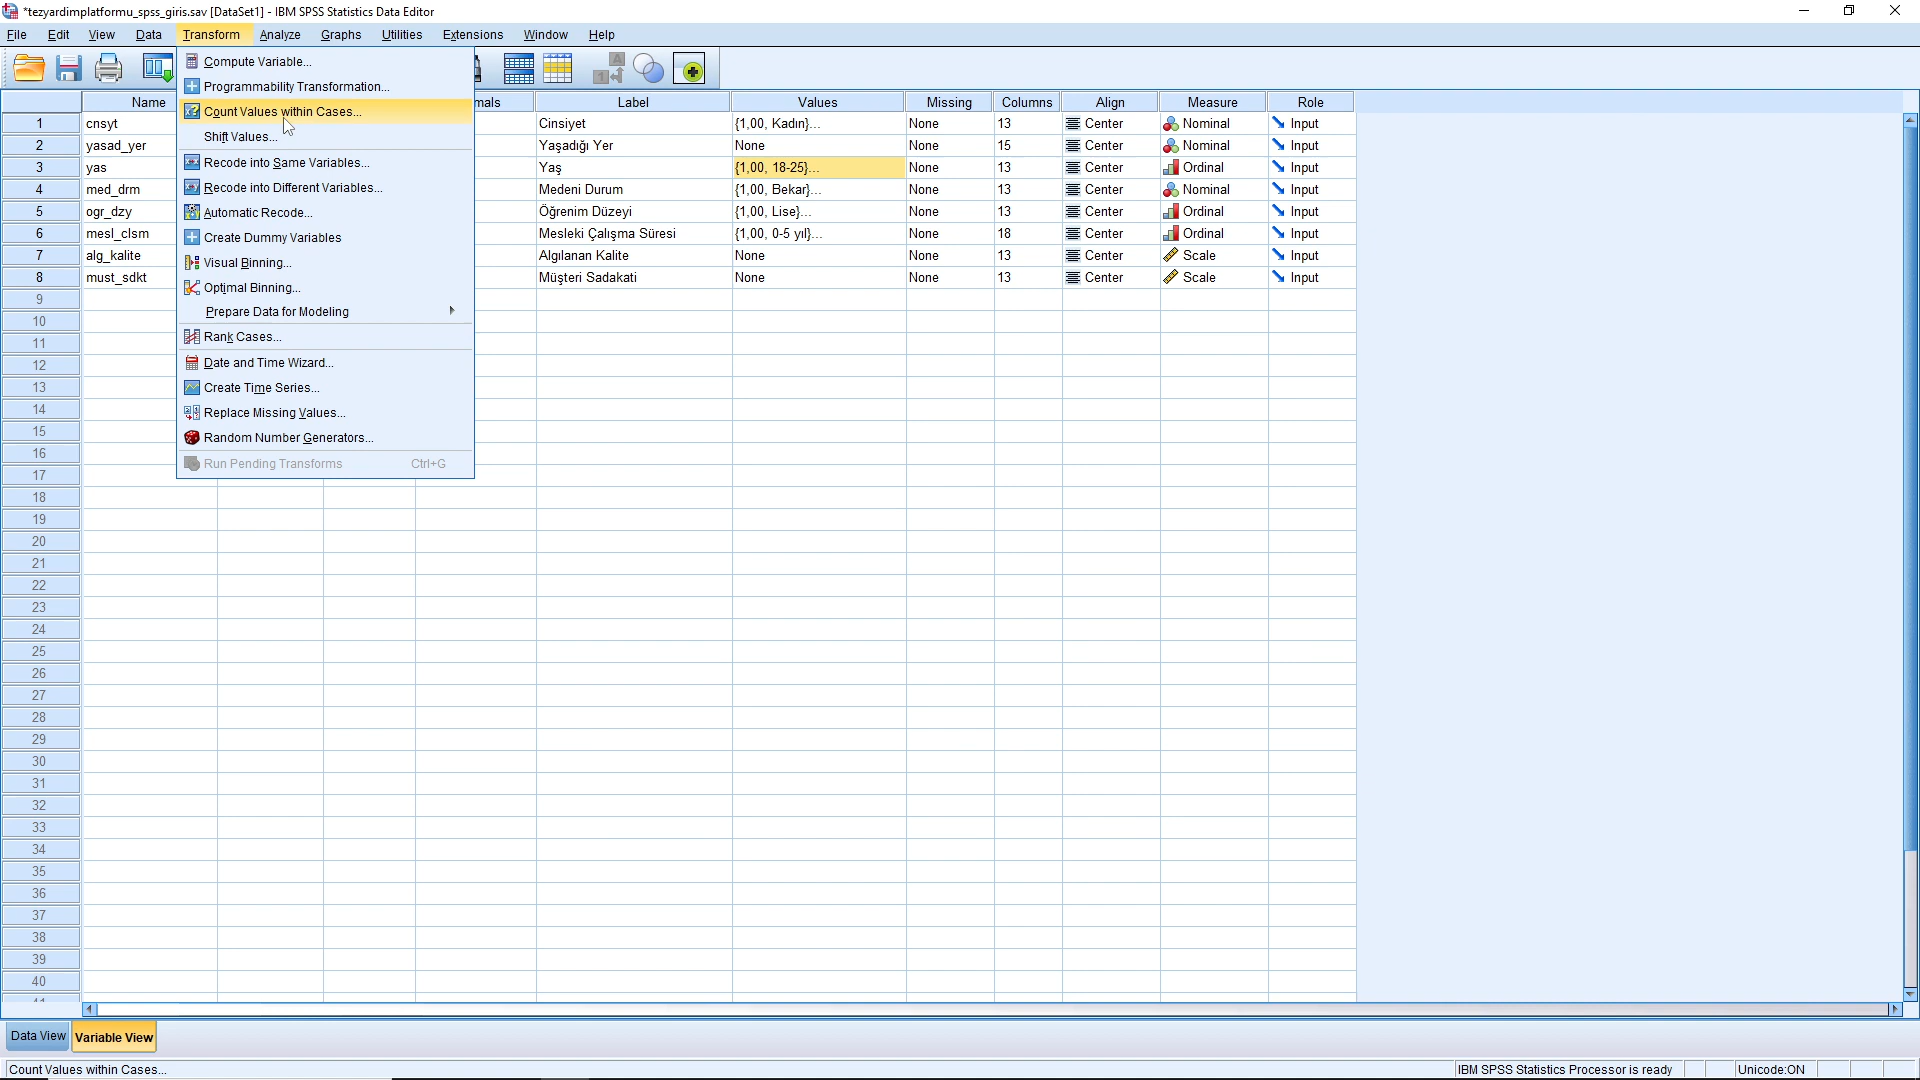 *tezyardimplatformu_spss_giris.sav [DataSet1] - IBM SPSS Statistics Data Editor
File Edit View Data Transform Analyze Graphs Utilities Extensions Window Help
Compute Variable...
Programmability Transformation...
Count Values within Cases...
Shift Values...
Recode into Same Variables...
Recode into Different Variables...
Automatic Recode...
Create Dummy Variables
Visual Binning...
Optimal Binning...
Prepare Data for Modeling
Rank Cases...
Date and Time Wizard...
Create Time Series...
Replace Missing Values...
Random Number Generators...
Run Pending Transforms Ctrl+G
Name mals Label Values Missing Columns Align Measure Role
1 cnsyt Cinsiyet {1,00, Kadın}... None 13 Center Nominal Input
2 yasad_yer Yaşadığı Yer None None 15 Center Nominal Input
3 yas Yaş {1,00, 18-25}... None 13 Center Ordinal Input
4 med_drm Medeni Durum {1,00, Bekar}... None 13 Center Nominal Input
5 ogr_dzy Öğrenim Düzeyi {1,00, Lise}... None 13 Center Ordinal Input
6 mesl_clsm Mesleki Çalışma Süresi {1,00, 0-5 yıl}... None 18 Center Ordinal Input
7 alg_kalite Algılanan Kalite None None 13 Center Scale Input
8 must_sdkt Müşteri Sadakati None None 13 Center Scale Input
9
10
11
12
13
14
15
16
17
18
19
20
21
22
23
24
25
26
27
28
29
30
31
32
33
34
35
36
37
38
39
40
Data View Variable View
Count Values within Cases... IBM SPSS Statistics Processor is ready Unicode:ON